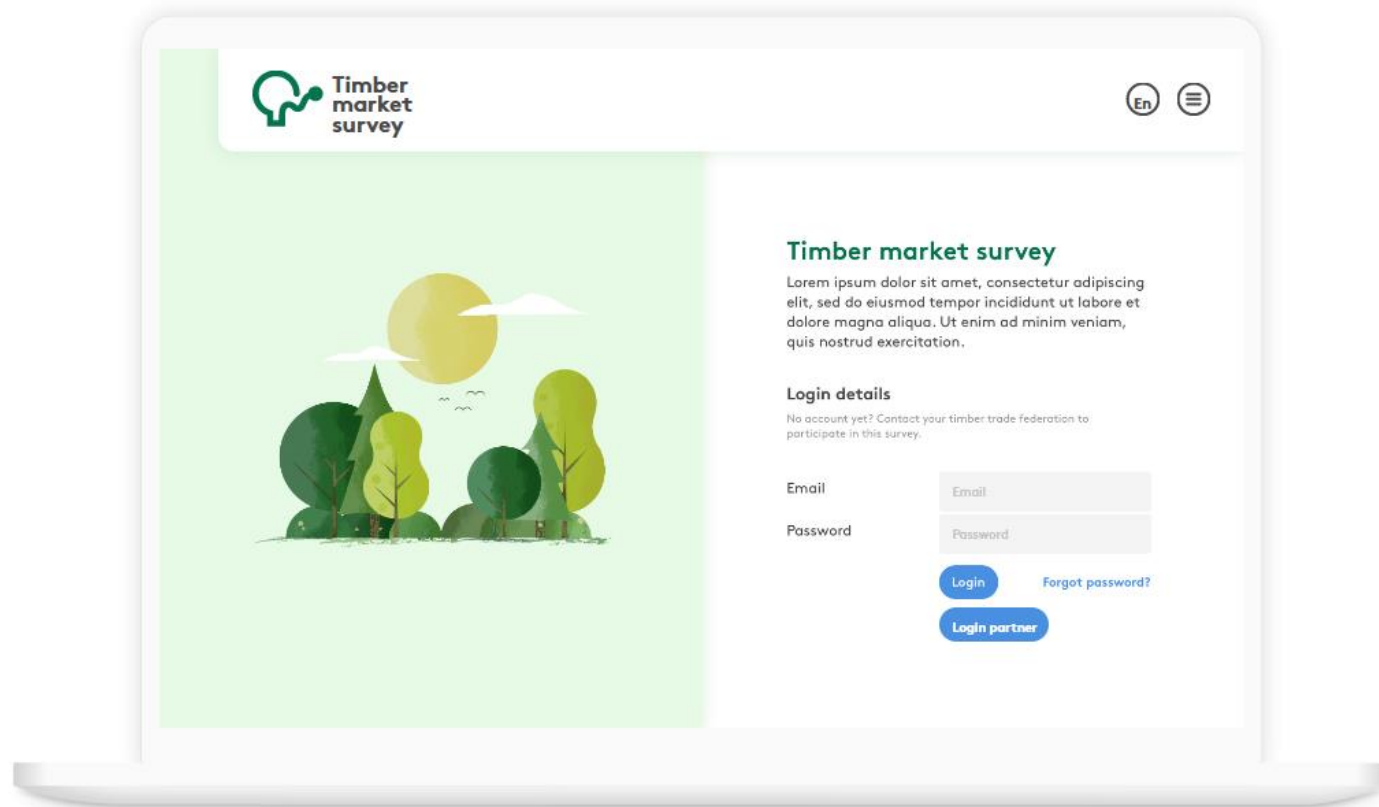 Timber
market
survey
En
Timber market survey
Lorem ipsum dolor sit amet, consectetur adipiscing
elit, sed do eiusmod tempor incididunt ut labore et
dolore magna aliqua. Ut enim ad minim veniam,
quis nostrud exercitation.
Login details
No account yet? Contact your timber trade federation to
participate in this survey.
Email
Email
Password
Password
Login
Forgot password?
Login partner